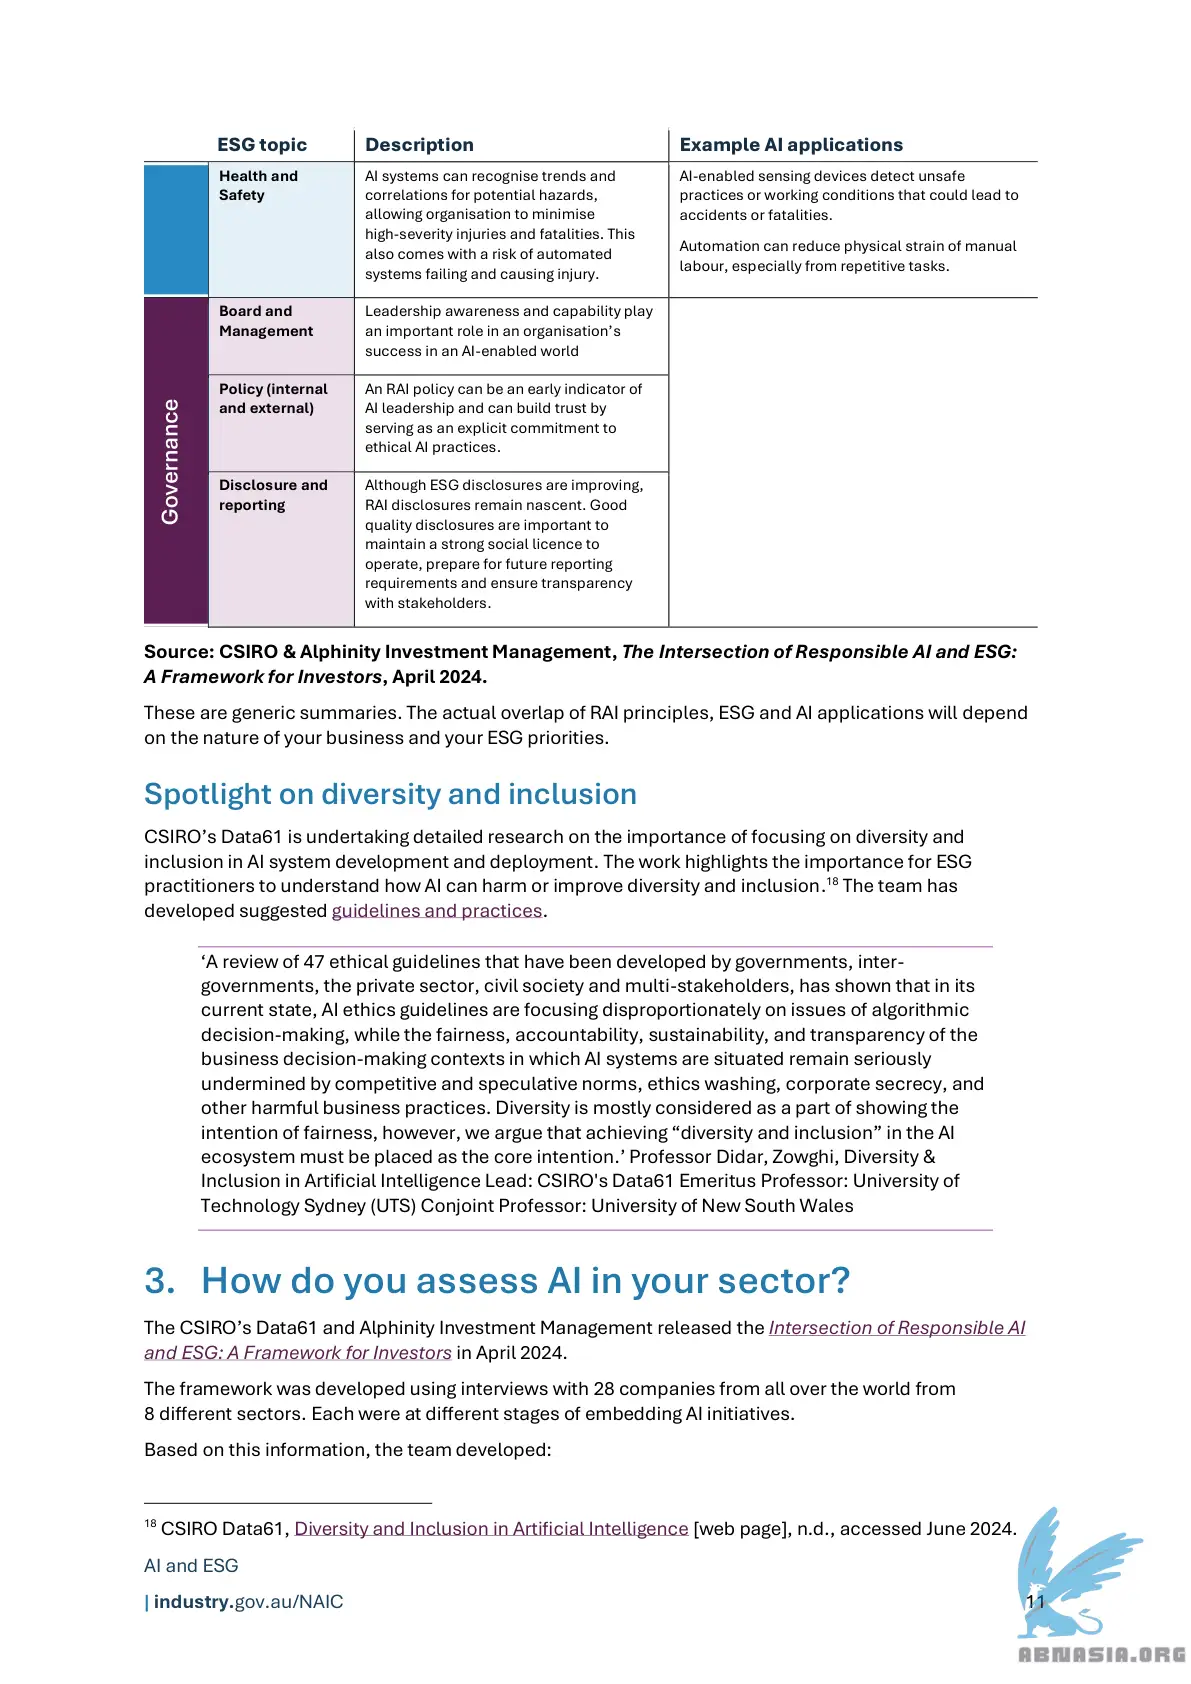 ESG topic
Description
Example AI applications
Health and
Safety
AI systems can recognise trends and
correlations for potential hazards,
allowing organisation to minimise
high-severity injuries and fatalities. This
also comes with a risk of automated
systems failing and causing injury.
AI-enabled sensing devices detect unsafe
practices or working conditions that could lead to
accidents or fatalities.
Automation can reduce physical strain of manual
labour, especially from repetitive tasks.
Governance
Board and
Management
Leadership awareness and capability play
an important role in an organisation’s
success in an AI-enabled world
Policy (internal
and external)
An RAI policy can be an early indicator of
AI leadership and can build trust by
serving as an explicit commitment to
ethical AI practices.
Disclosure and
reporting
Although ESG disclosures are improving,
RAI disclosures remain nascent. Good
quality disclosures are important to
maintain a strong social licence to
operate, prepare for future reporting
requirements and ensure transparency
with stakeholders.
Source: CSIRO & Alphinity Investment Management, The Intersection of Responsible AI and ESG:
A Framework for Investors, April 2024.
These are generic summaries. The actual overlap of RAI principles, ESG and AI applications will depend
on the nature of your business and your ESG priorities.
Spotlight on diversity and inclusion
CSIRO’s Data61 is undertaking detailed research on the importance of focusing on diversity and
inclusion in AI system development and deployment. The work highlights the importance for ESG
practitioners to understand how AI can harm or improve diversity and inclusion.18 The team has
developed suggested guidelines and practices.
‘A review of 47 ethical guidelines that have been developed by governments, inter-
governments, the private sector, civil society and multi-stakeholders, has shown that in its
current state, AI ethics guidelines are focusing disproportionately on issues of algorithmic
decision-making, while the fairness, accountability, sustainability, and transparency of the
business decision-making contexts in which AI systems are situated remain seriously
undermined by competitive and speculative norms, ethics washing, corporate secrecy, and
other harmful business practices. Diversity is mostly considered as a part of showing the
intention of fairness, however, we argue that achieving “diversity and inclusion” in the AI
ecosystem must be placed as the core intention.’ Professor Didar, Zowghi, Diversity &
Inclusion in Artificial Intelligence Lead: CSIRO's Data61 Emeritus Professor: University of
Technology Sydney (UTS) Conjoint Professor: University of New South Wales
3. How do you assess AI in your sector?
The CSIRO’s Data61 and Alphinity Investment Management released the Intersection of Responsible AI
and ESG: A Framework for Investors in April 2024.
The framework was developed using interviews with 28 companies from all over the world from
8 different sectors. Each were at different stages of embedding AI initiatives.
Based on this information, the team developed:
18 CSIRO Data61, Diversity and Inclusion in Artificial Intelligence [web page], n.d., accessed June 2024.
AI and ESG
| industry.gov.au/NAIC
11
ABNASIA.ORG